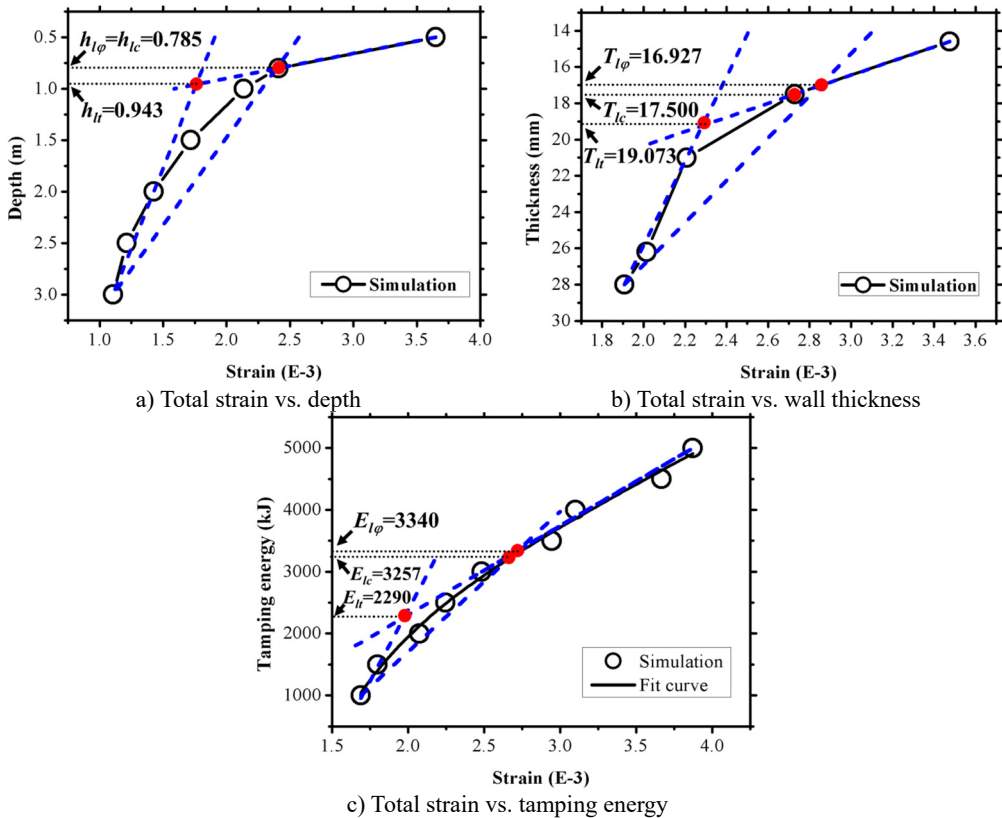 0.5
1.0
1.5
2.0
2.5
3.0
Depth (m)
hlφ=hlc=0.785
hlt=0.943
Simulation
1.0 1.5 2.0 2.5 3.0 3.5 4.0
Strain (E-3)
a) Total strain vs. depth
14
16
18
20
22
24
26
28
30
Thickness (mm)
Tlφ=16.927
Tlc=17.500
Tlt=19.073
Simulation
1.8 2.0 2.2 2.4 2.6 2.8 3.0 3.2 3.4 3.6
Strain (E-3)
b) Total strain vs. wall thickness
5000
4000
3000
2000
1000
Tamping energy (kJ)
Elφ=3340
Elc=3257
Elt=2290
Simulation
Fit curve
1.5 2.0 2.5 3.0 3.5 4.0
Strain (E-3)
c) Total strain vs. tamping energy